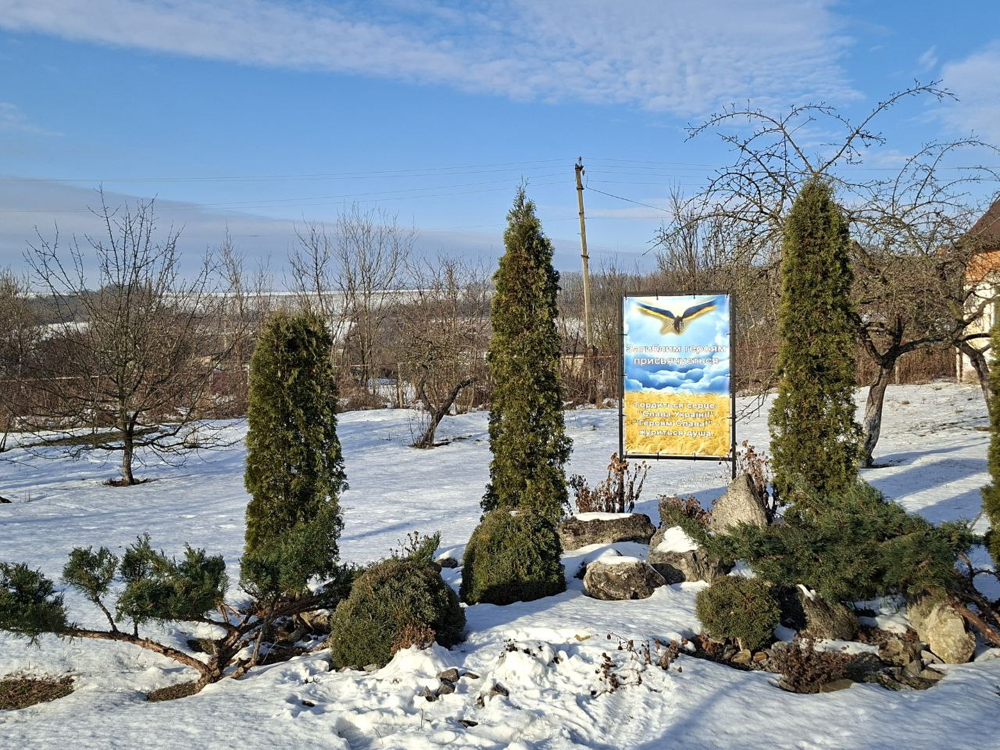 Загиблим героям
присвячується
Гордиться серце:
"Слава Україні!",
"Героям Слава!"
журиться душа.